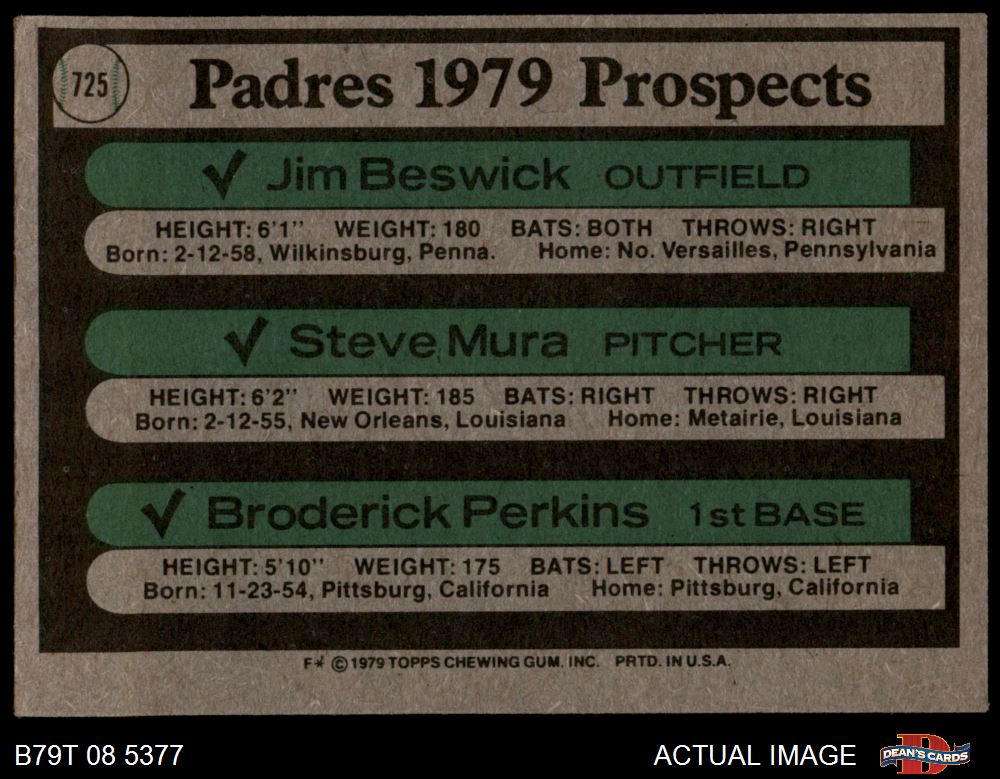 725
Padres 1979 Prospects
✓ Jim Beswick OUTFIELD
HEIGHT: 6'1" WEIGHT: 180 BATS: BOTH THROWS: RIGHT
Born: 2-12-58, Wilkinsburg, Penna. Home: No. Versailles, Pennsylvania
✓ Steve Mura PITCHER
HEIGHT: 6'2" WEIGHT: 185 BATS: RIGHT THROWS: RIGHT
Born: 2-12-55, New Orleans, Louisiana Home: Metairie, Louisiana
✓ Broderick Perkins 1st BASE
HEIGHT: 5'10" WEIGHT: 175 BATS: LEFT THROWS: LEFT
Born: 11-23-54, Pittsburg, California Home: Pittsburg, California
F* © 1979 TOPPS CHEWING GUM, INC. PRTD. IN U.S.A.
B79T 08 5377 ACTUAL IMAGE D DEAN'S CARDS